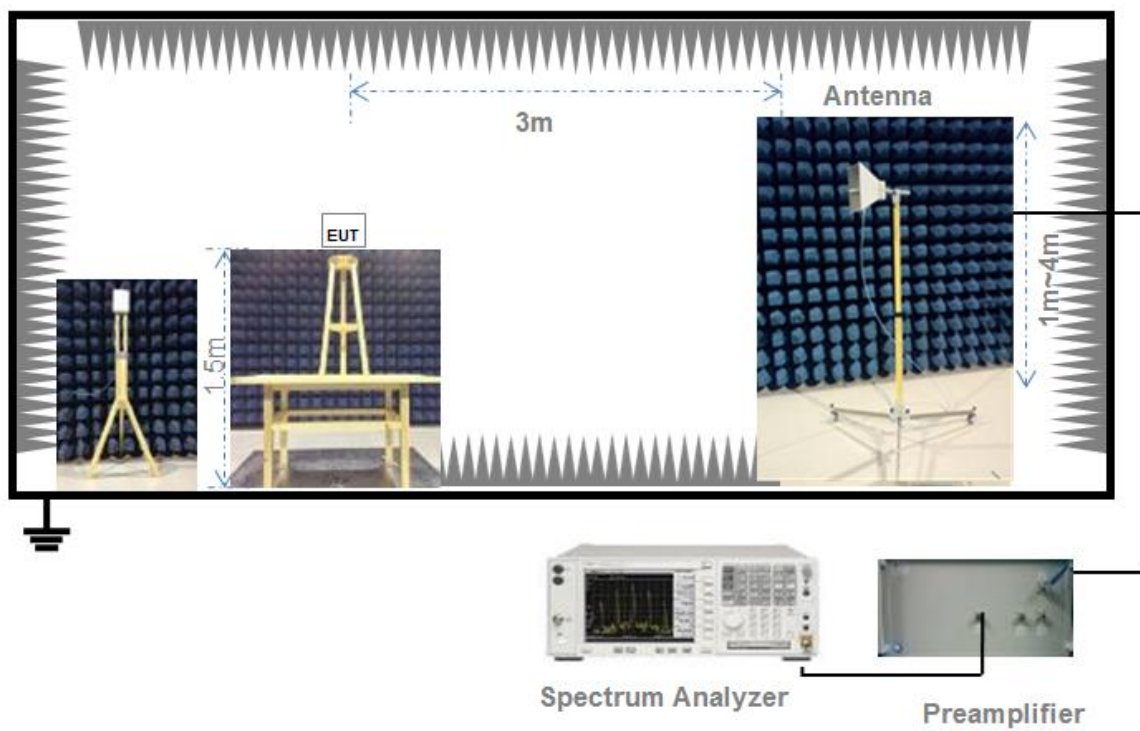 Antenna
3m
EUT
1.5m
1m~4m
Spectrum Analyzer
Preamplifier